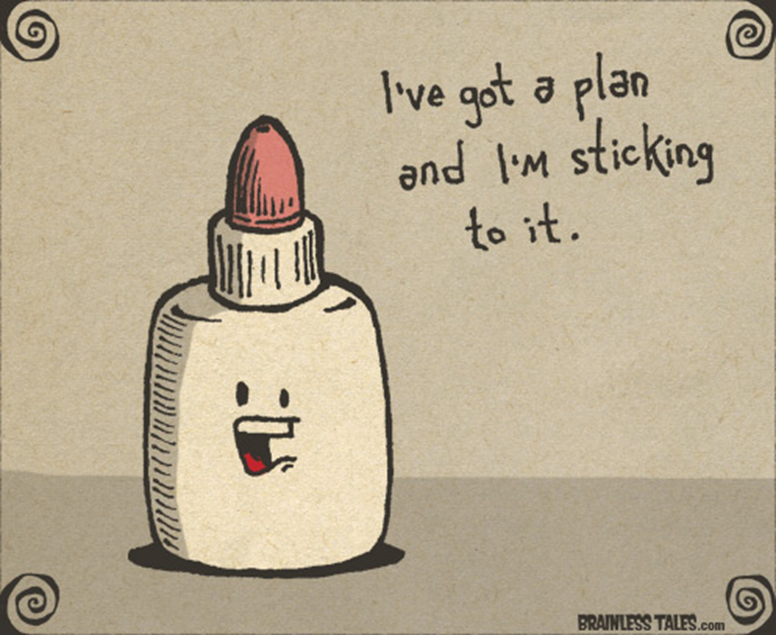 I've got a plan
and I'M sticking
to it.
BRAINLESS TALES.com